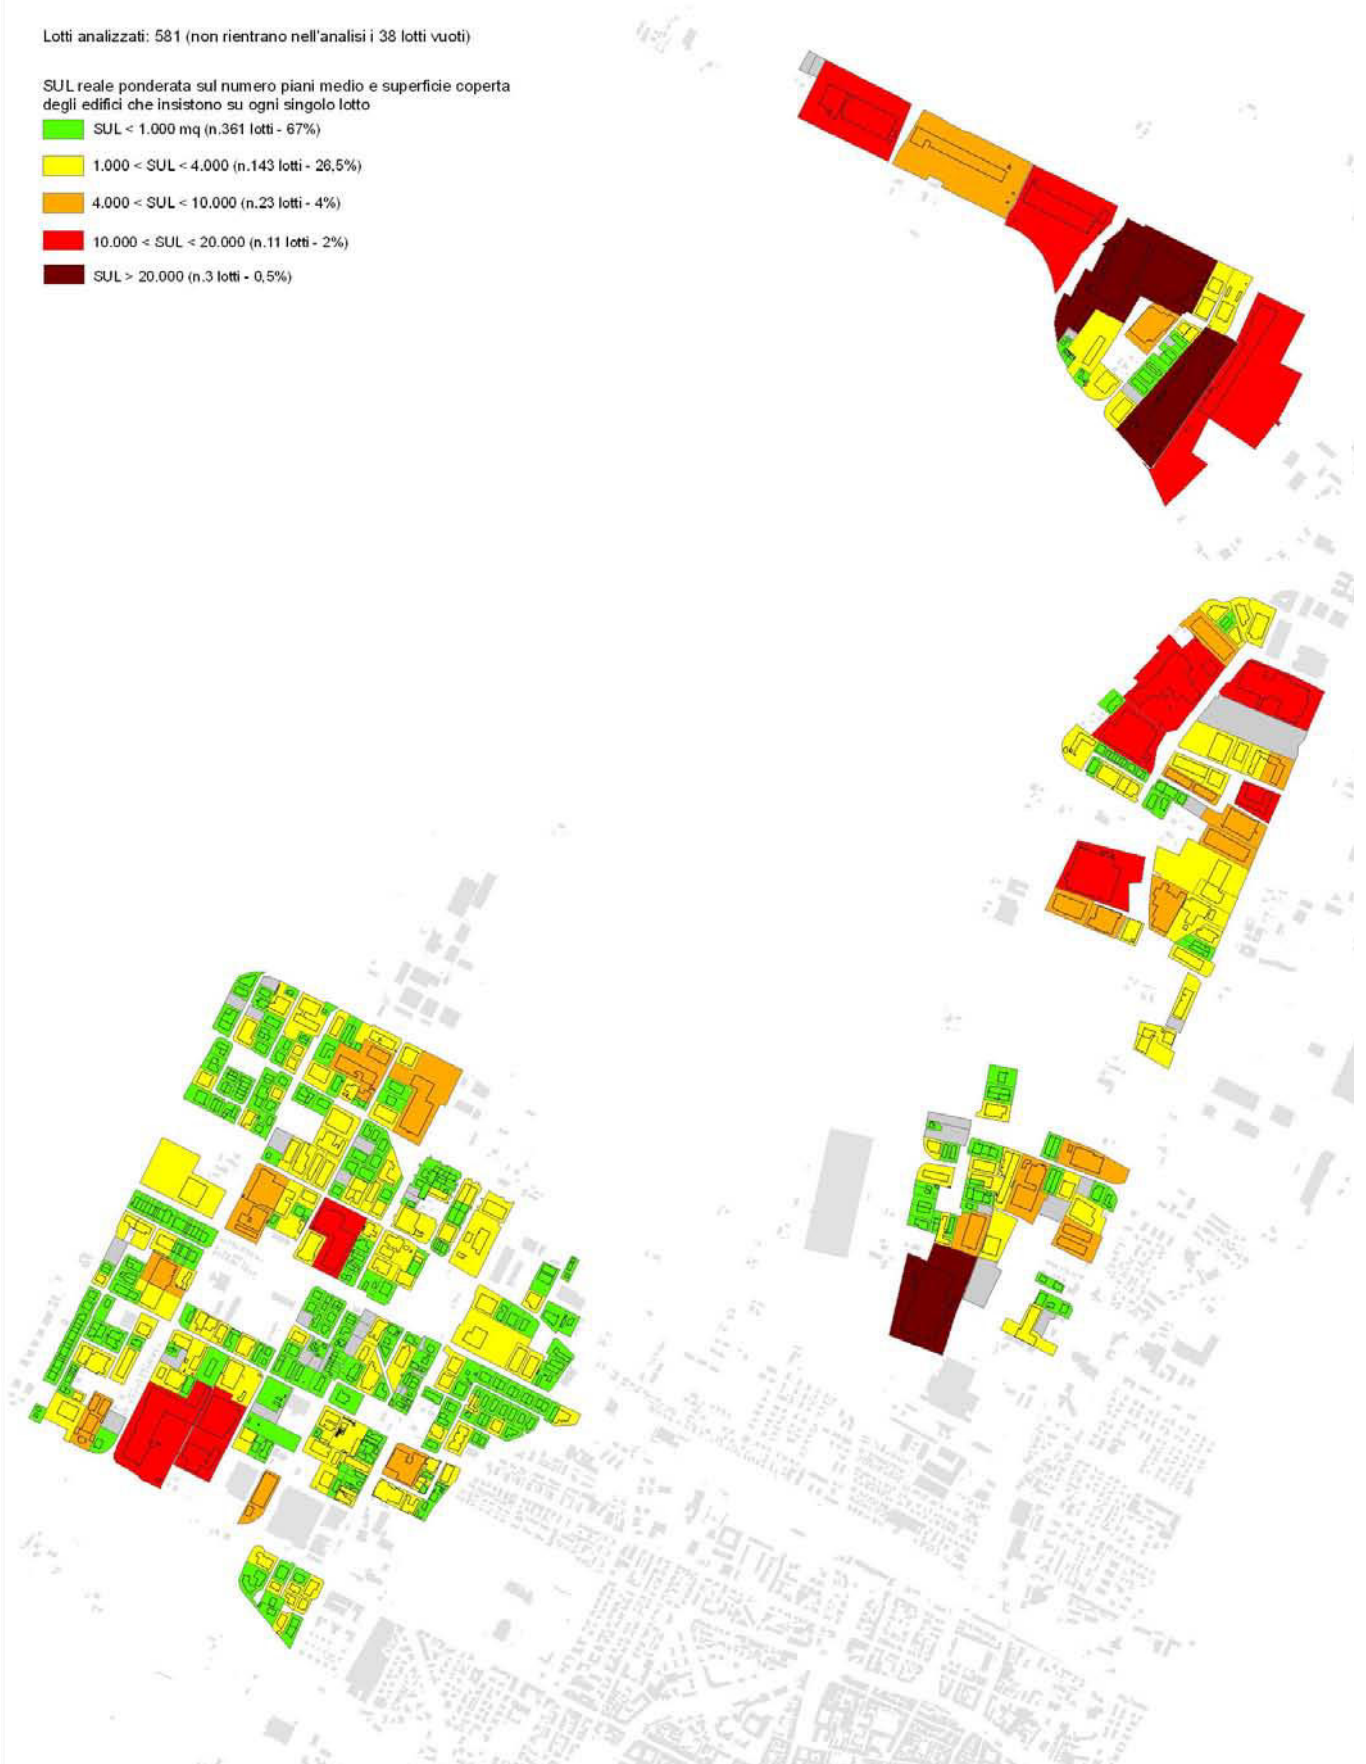 Lotti analizzati: 581 (non rientrano nell'analisi i 38 lotti vuoti)
SUL reale ponderata sul numero piani medio e superficie coperta
degli edifici che insistono su ogni singolo lotto
SUL < 1.000 mq (n.361 lotti - 67%)
1.000 < SUL < 4.000 (n.143 lotti - 26,5%)
4.000 < SUL < 10.000 (n.23 lotti - 4%)
10.000 < SUL < 20.000 (n.11 lotti - 2%)
SUL > 20.000 (n.3 lotti - 0,5%)